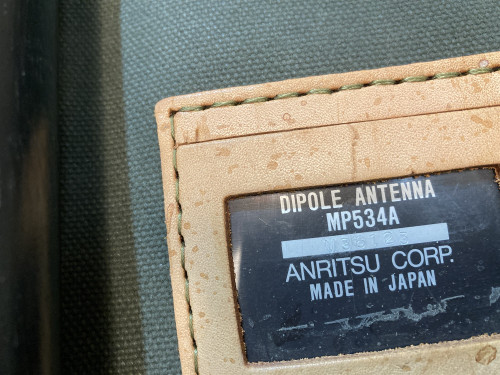 DIPOLE ANTENNA
MP534A
ANRITSU CORP.
MADE IN JAPAN